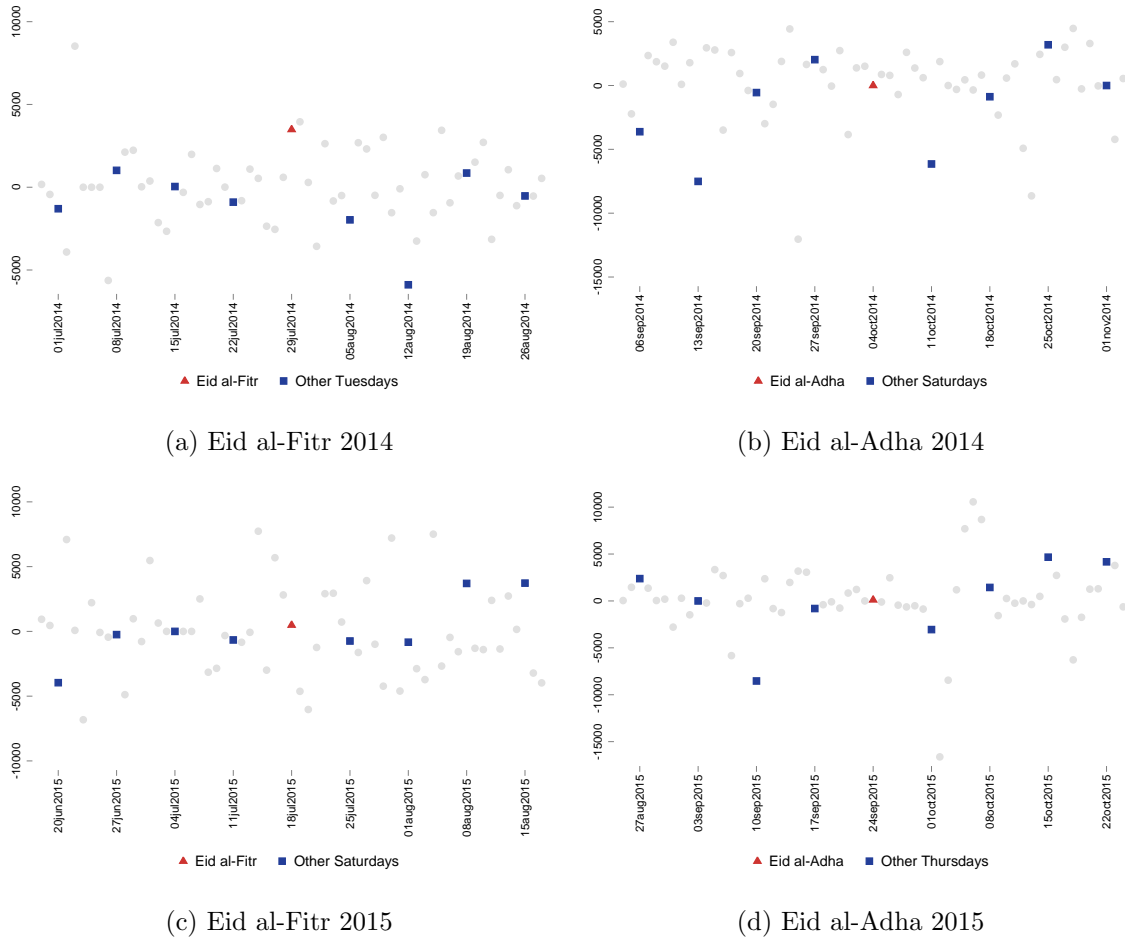 10000
5000
0
-5000
01jul2014
08jul2014
15jul2014
22jul2014
29jul2014
05aug2014
12aug2014
19aug2014
26aug2014
Eid al-Fitr Other Tuesdays
(a) Eid al-Fitr 2014
5000
0
-5000
-10000
-15000
06sep2014
13sep2014
20sep2014
27sep2014
04oct2014
11oct2014
18oct2014
25oct2014
01nov2014
Eid al-Adha Other Saturdays
(b) Eid al-Adha 2014
10000
5000
0
-5000
-10000
20jun2015
27jun2015
04jul2015
11jul2015
18jul2015
25jul2015
01aug2015
08aug2015
15aug2015
Eid al-Fitr Other Saturdays
(c) Eid al-Fitr 2015
10000
5000
0
-5000
-10000
-15000
27aug2015
03sep2015
10sep2015
17sep2015
24sep2015
01oct2015
08oct2015
15oct2015
22oct2015
Eid al-Adha Other Thursdays
(d) Eid al-Adha 2015